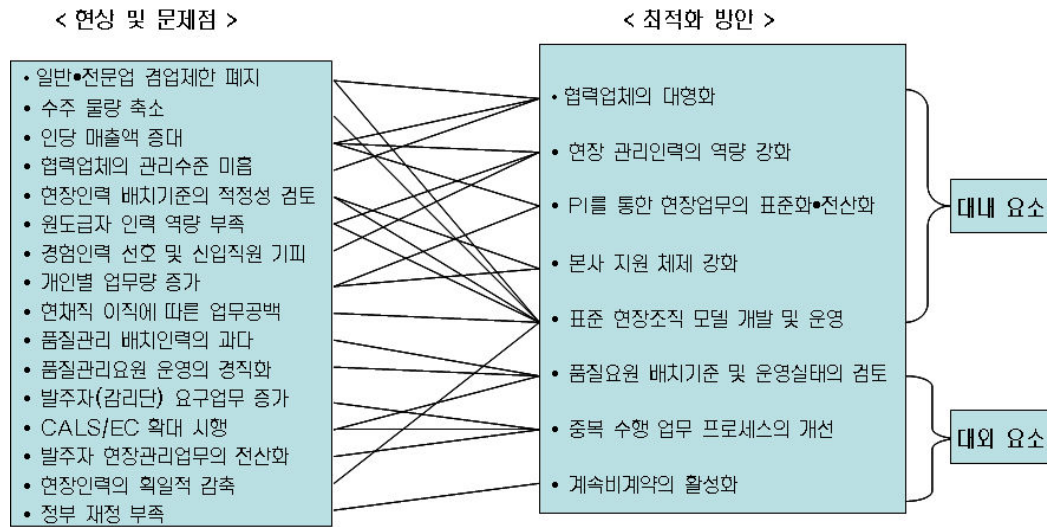 < 현상 및 문제점 >
< 최적화 방안 >
• 일반•전문업 겸업제한 폐지
• 수주 물량 축소
• 인당 매출액 증대
• 협력업체의 관리수준 미흡
• 현장인력 배치기준의 적정성 검토
• 원도급자 인력 역량 부족
• 경험인력 선호 및 신입직원 기피
• 개인별 업무량 증가
• 현채직 이직에 따른 업무공백
• 품질관리 배치인력의 과다
• 품질관리요원 운영의 경직화
• 발주자(감리단) 요구업무 증가
• CALS/EC 확대 시행
• 발주자 현장관리업무의 전산화
• 현장인력의 획일적 감축
• 정부 재정 부족
• 협력업체의 대형화
• 현장 관리인력의 역량 강화
• PI를 통한 현장업무의 표준화•전산화
• 본사 지원 체제 강화
• 표준 현장조직 모델 개발 및 운영
• 품질요원 배치기준 및 운영실태의 검토
• 중복 수행 업무 프로세스의 개선
• 계속비계약의 활성화
대내 요소
대외 요소